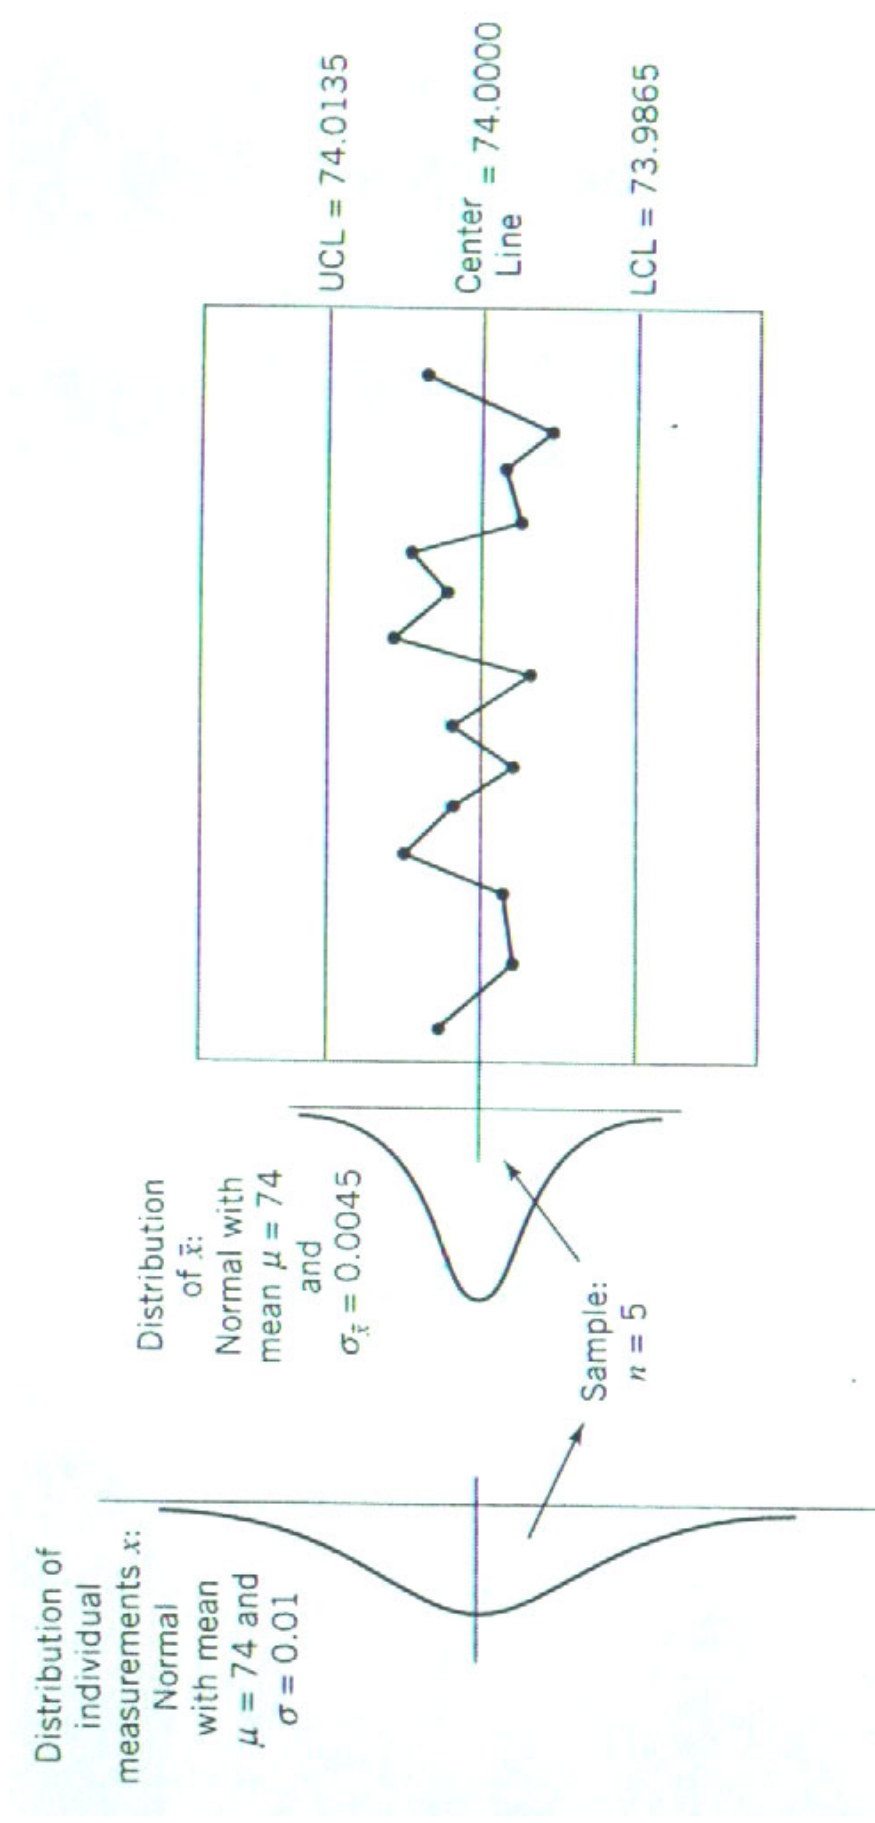 Distribution of
individual
measurements x:
Normal
with mean
μ = 74 and
σ = 0.01
Distribution
of x̄:
Normal with
mean μ = 74
and
σx̄ = 0.0045
Sample:
n = 5
UCL = 74.0135
Center
Line = 74.0000
LCL = 73.9865